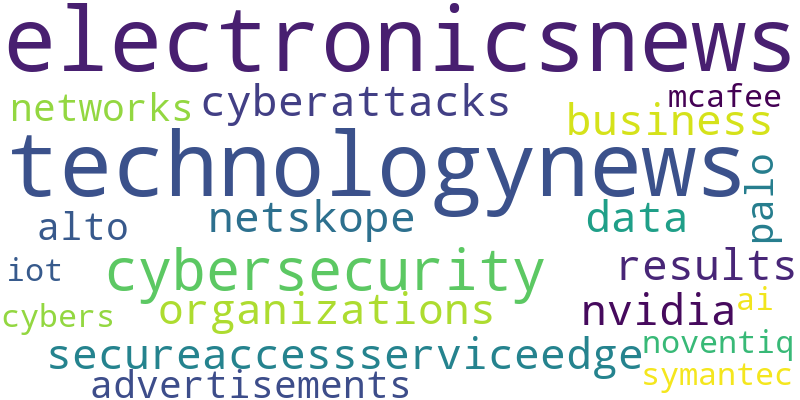 electronicsnews
networks
cyberattacks
mcafee
business
technologynews
palo
alto
netskope
data
iot
cybersecurity
results
cybers
organizations
nvidia
ai
secureaccessserviceedge
noventiq
advertisements
symantec